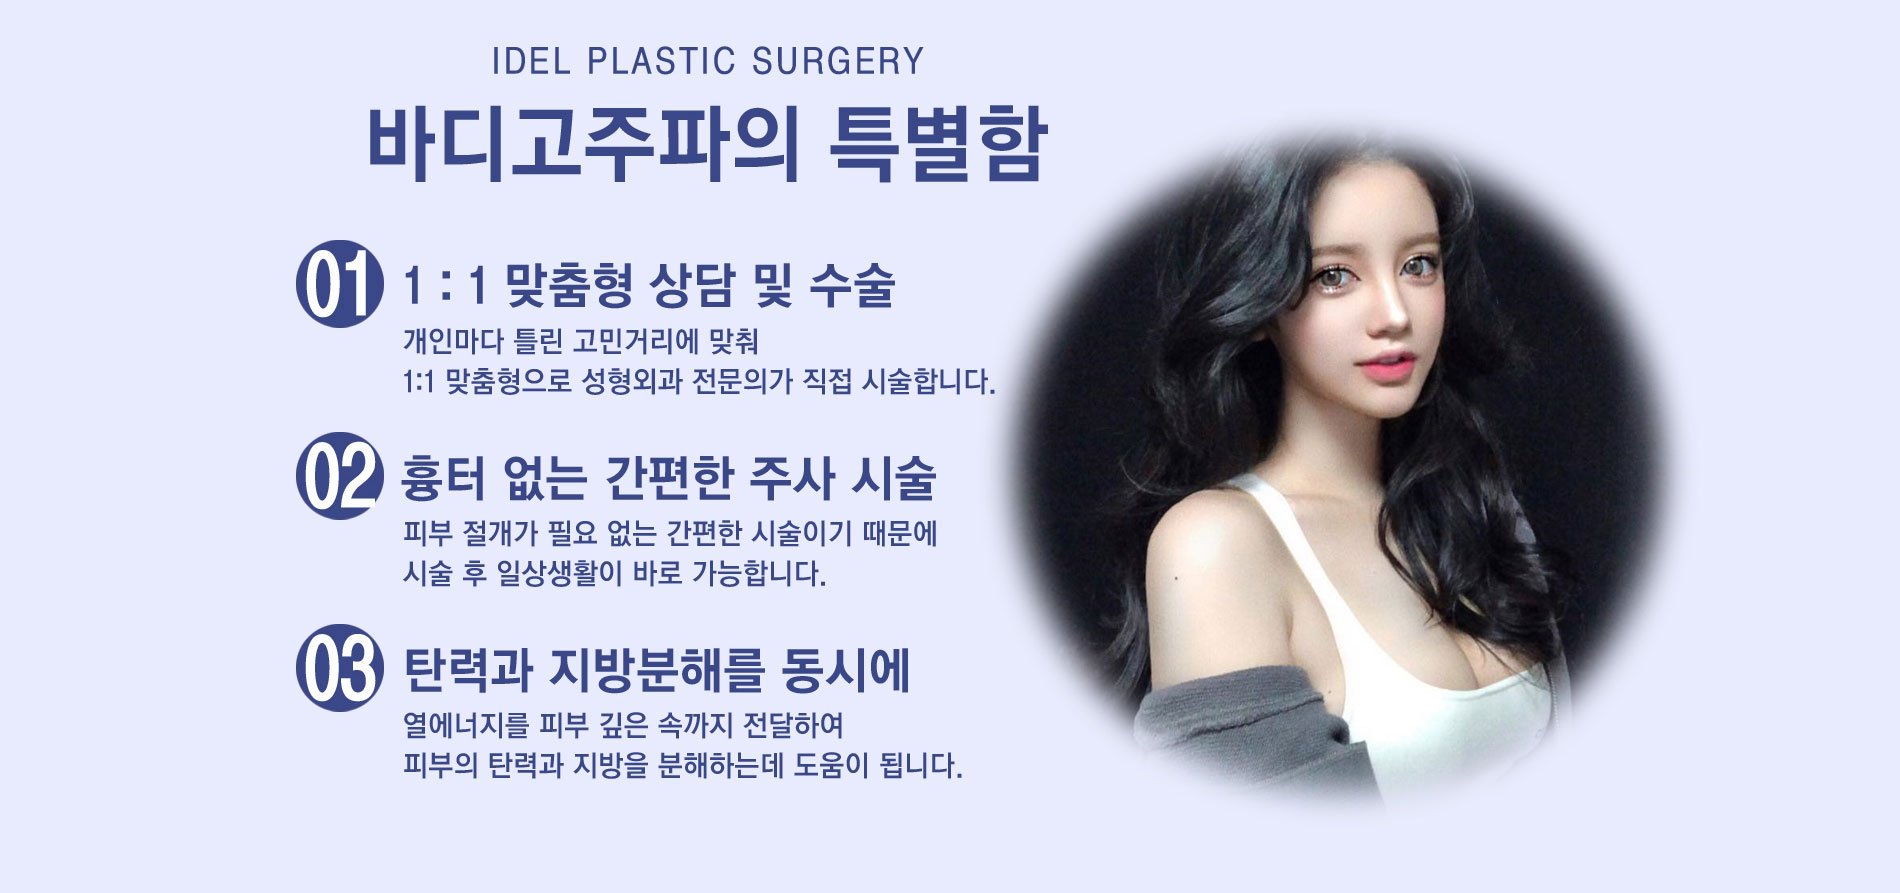 IDEL PLASTIC SURGERY
바디고주파의 특별함
01 1 : 1 맞춤형 상담 및 수술
개인마다 틀린 고민거리에 맞춰
1:1 맞춤형으로 성형외과 전문의가 직접 시술합니다.
02 흉터 없는 간편한 주사 시술
피부 절개가 필요 없는 간편한 시술이기 때문에
시술 후 일상생활이 바로 가능합니다.
03 탄력과 지방분해를 동시에
열에너지를 피부 깊은 속까지 전달하여
피부의 탄력과 지방을 분해하는데 도움이 됩니다.